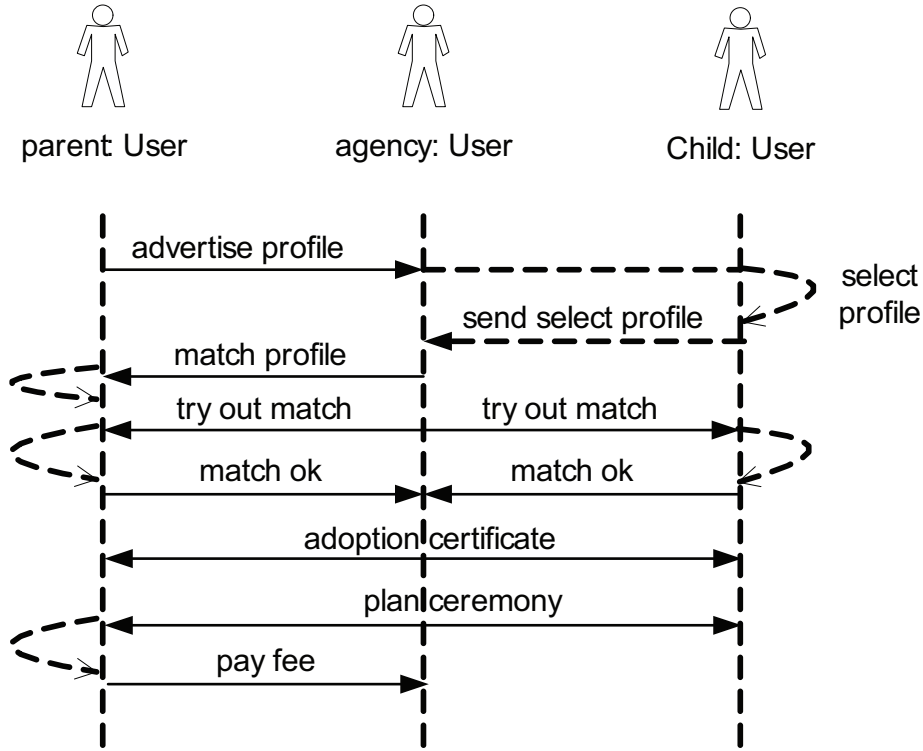 parent: User
agency: User
Child: User
advertise profile
select
profile
send select profile
match profile
try out match
try out match
match ok
match ok
adoption certificate
plan ceremony
pay fee